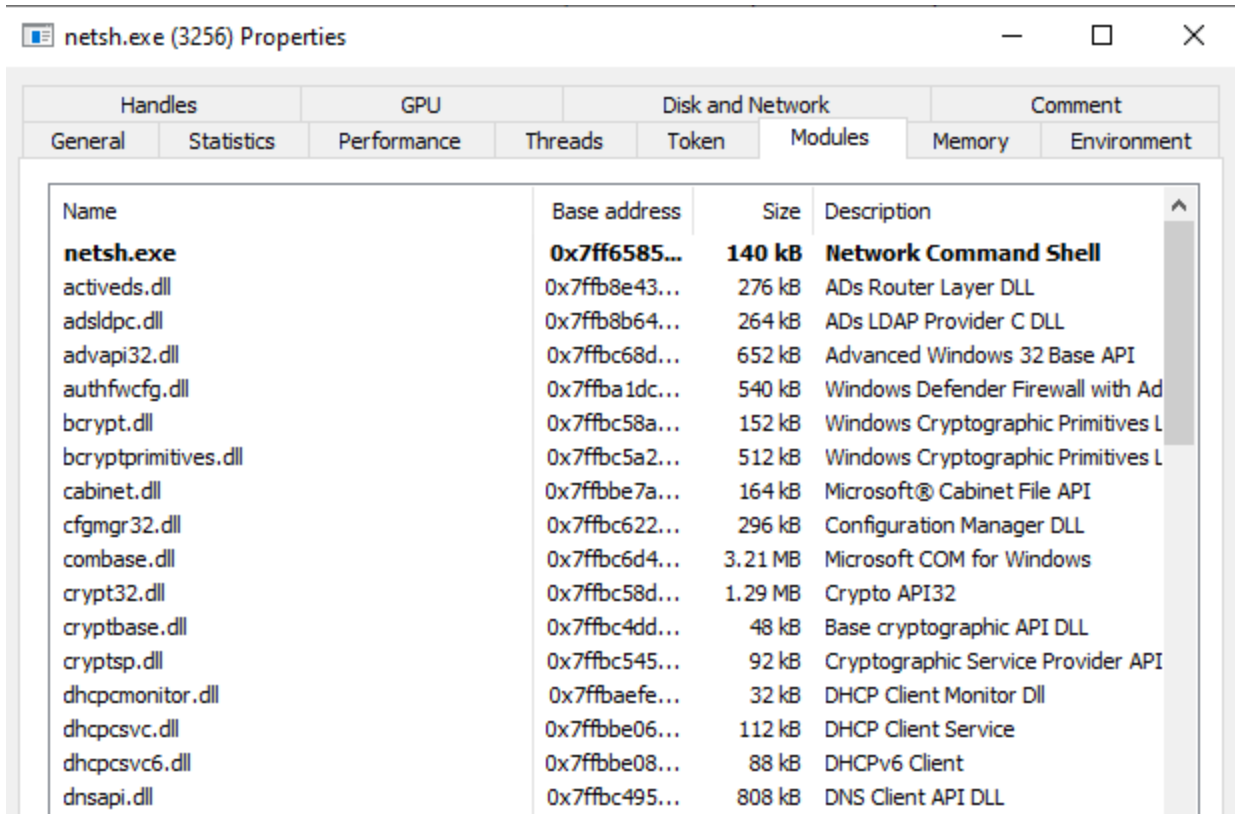 netsh.exe (3256) Properties
Handles GPU Disk and Network Comment
General Statistics Performance Threads Token Modules Memory Environment
Name Base address Size Description
netsh.exe 0x7ff6585... 140 kB Network Command Shell
activeds.dll 0x7ffb8e43... 276 kB ADs Router Layer DLL
adsldpc.dll 0x7ffb8b64... 264 kB ADs LDAP Provider C DLL
advapi32.dll 0x7ffbc68d... 652 kB Advanced Windows 32 Base API
authfwcfg.dll 0x7ffba1dc... 540 kB Windows Defender Firewall with Ad
bcrypt.dll 0x7ffbc58a... 152 kB Windows Cryptographic Primitives L
bcryptprimitives.dll 0x7ffbc5a2... 512 kB Windows Cryptographic Primitives L
cabinet.dll 0x7ffbbe7a... 164 kB Microsoft® Cabinet File API
cfgmgr32.dll 0x7ffbc622... 296 kB Configuration Manager DLL
combase.dll 0x7ffbc6d4... 3.21 MB Microsoft COM for Windows
crypt32.dll 0x7ffbc58d... 1.29 MB Crypto API32
cryptbase.dll 0x7ffbc4dd... 48 kB Base cryptographic API DLL
cryptsp.dll 0x7ffbc545... 92 kB Cryptographic Service Provider API
dhcpcmonitor.dll 0x7ffbaefe... 32 kB DHCP Client Monitor Dll
dhcpcsvc.dll 0x7ffbbe06... 112 kB DHCP Client Service
dhcpcsvc6.dll 0x7ffbbe08... 88 kB DHCPv6 Client
dnsapi.dll 0x7ffbc495... 808 kB DNS Client API DLL